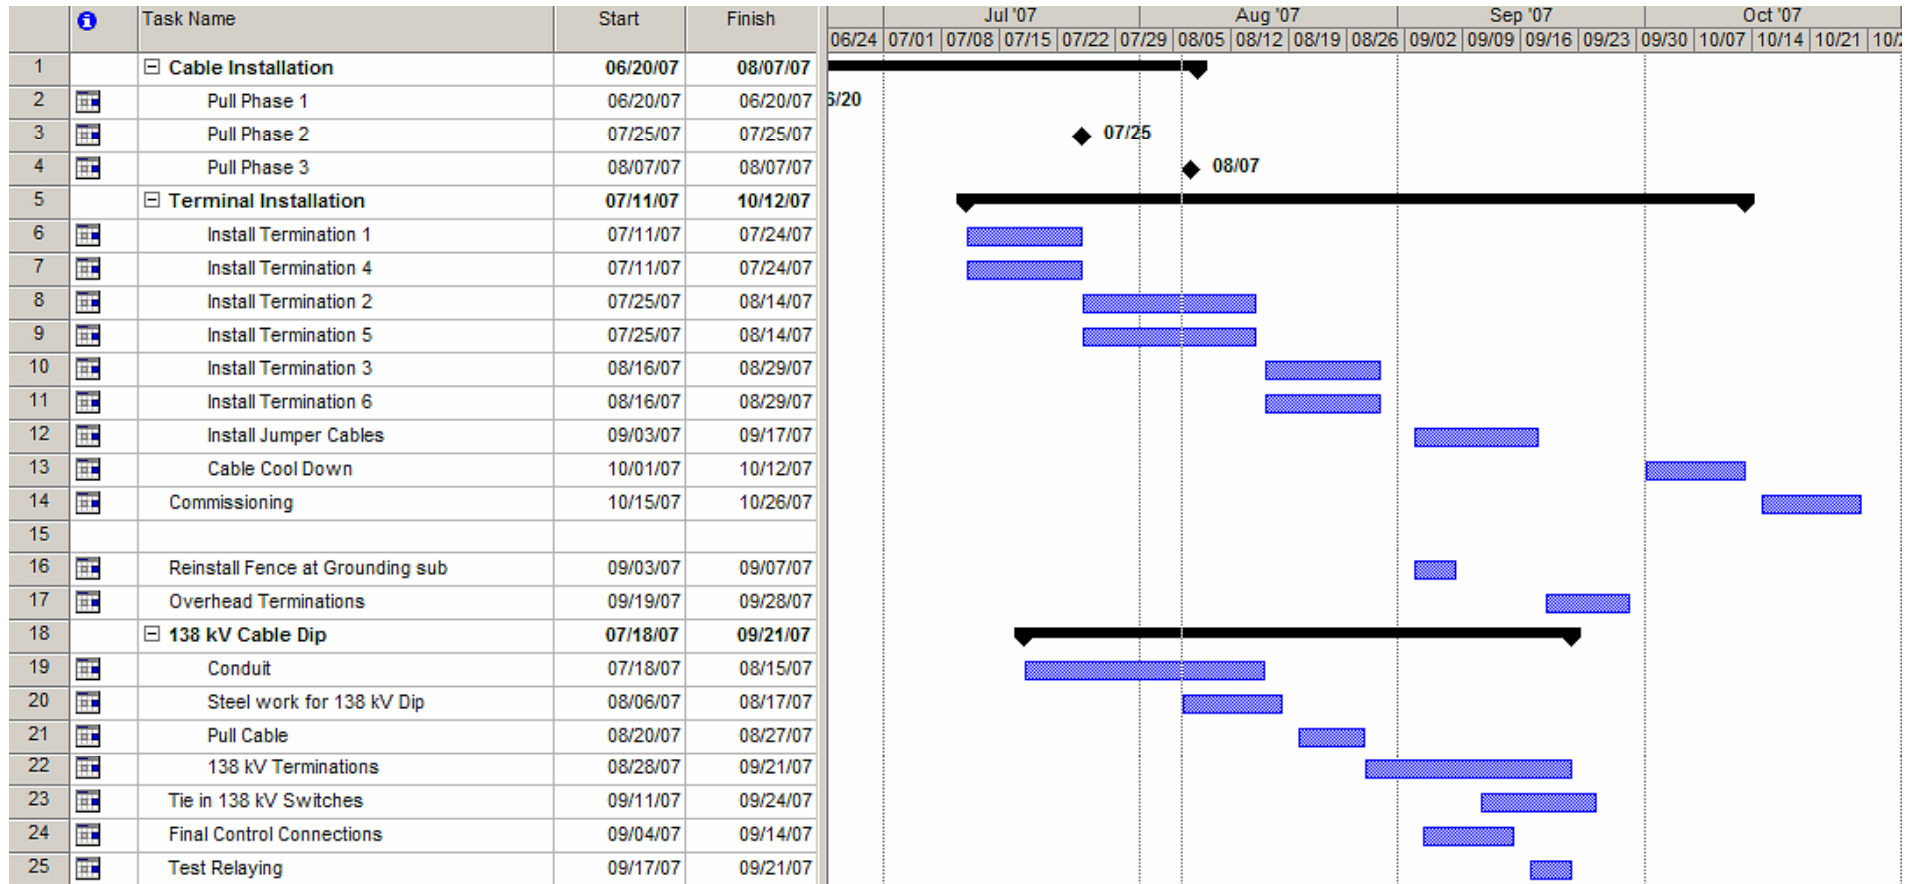 Task Name Start Finish Jul '07 Aug '07 Sep '07 Oct '07
06/24 07/01 07/08 07/15 07/22 07/29 08/05 08/12 08/19 08/26 09/02 09/09 09/16 09/23 09/30 10/07 10/14 10/21
1 Cable Installation 06/20/07 08/07/07
2 Pull Phase 1 06/20/07 06/20/07 6/20
3 Pull Phase 2 07/25/07 07/25/07 07/25
4 Pull Phase 3 08/07/07 08/07/07 08/07
5 Terminal Installation 07/11/07 10/12/07
6 Install Termination 1 07/11/07 07/24/07
7 Install Termination 4 07/11/07 07/24/07
8 Install Termination 2 07/25/07 08/14/07
9 Install Termination 5 07/25/07 08/14/07
10 Install Termination 3 08/16/07 08/29/07
11 Install Termination 6 08/16/07 08/29/07
12 Install Jumper Cables 09/03/07 09/17/07
13 Cable Cool Down 10/01/07 10/12/07
14 Commissioning 10/15/07 10/26/07
15
16 Reinstall Fence at Grounding sub 09/03/07 09/07/07
17 Overhead Terminations 09/19/07 09/28/07
18 138 kV Cable Dip 07/18/07 09/21/07
19 Conduit 07/18/07 08/15/07
20 Steel work for 138 kV Dip 08/06/07 08/17/07
21 Pull Cable 08/20/07 08/27/07
22 138 kV Terminations 08/28/07 09/21/07
23 Tie in 138 kV Switches 09/11/07 09/24/07
24 Final Control Connections 09/04/07 09/14/07
25 Test Relaying 09/17/07 09/21/07